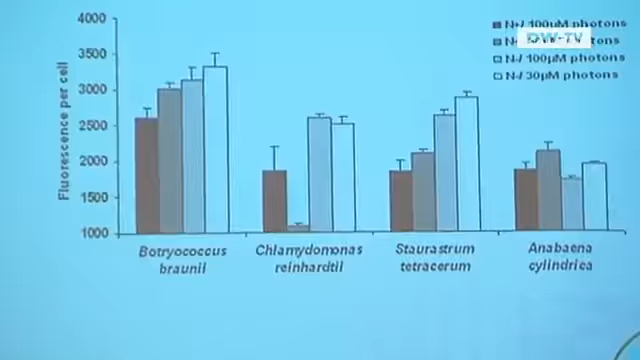 DW-TV
4000
3500
3000
2500
2000
1500
1000
Fluorescence per cell
N+/ 100µM photons
N-/ 100µM photons
N-/ 30µM photons
Botryococcus braunii
Chlamydomonas reinhardtii
Staurastrum tetracerum
Anabaena cylindrica